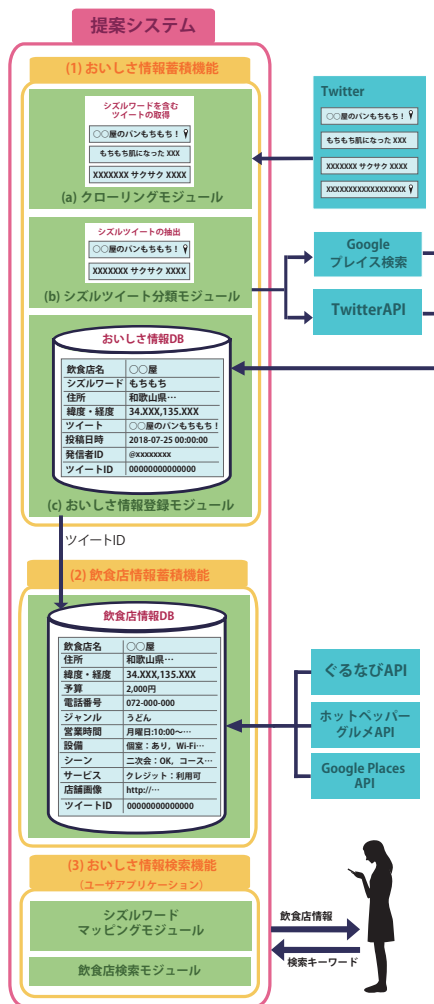 提案システム
(1) おいしさ情報蓄積機能
シズルワードを含む
ツイートの取得
○○屋のパンもちもち！
もちもち肌になった XXX
XXXXXXX サクサク XXXX
(a) クローリングモジュール
シズルツイートの抽出
○○屋のパンもちもち！
XXXXXXX サクサク XXXX
(b) シズルツイート分類モジュール
おいしさ情報DB
飲食店名 ○○屋
シズルワード もちもち
住所 和歌山県…
緯度・経度 34.XXX,135.XXX
ツイート ○○屋のパンもちもち！
投稿日時 2018-07-25 00:00:00
発信者ID @xxxxxxxx
ツイートID 00000000000000
(c) おいしさ情報登録モジュール
ツイートID
(2) 飲食店情報蓄積機能
飲食店情報DB
飲食店名 ○○屋
住所 和歌山県…
緯度・経度 34.XXX,135.XXX
予算 2,000円
電話番号 072-000-000
ジャンル うどん
営業時間 月曜日:10:00～…
設備 個室：あり, Wi-Fi…
シーン 二次会：OK, コース…
サービス クレジット：利用可
店舗画像 http://…
ツイートID 00000000000000
(3) おいしさ情報検索機能
（ユーザアプリケーション）
シズルワード
マッピングモジュール
飲食店検索モジュール
Twitter
○○屋のパンもちもち！
もちもち肌になった XXX
XXXXXXX サクサク XXXX
XXXXXXXXXXXXXXXXXX
Google
プレイス検索
TwitterAPI
ぐるなびAPI
ホットペッパー
グルメAPI
Google Places
API
飲食店情報
検索キーワード